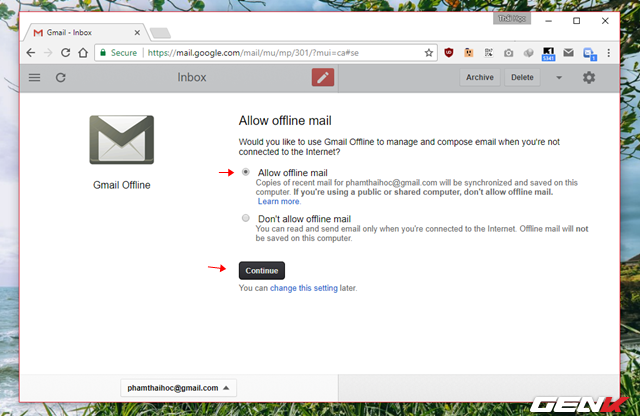 Thái Học
Gmail - Inbox
Secure
https://mail.google.com/mail/mu/mp/301/?mui=ca#se
5341
1
Inbox
Archive
Delete
Gmail Offline
Allow offline mail
Would you like to use Gmail Offline to manage and compose email when you're not
connected to the Internet?
Allow offline mail
Copies of recent mail for phamthaihoc@gmail.com will be synchronized and saved on this
computer. If you're using a public or shared computer, don't allow offline mail.
Learn more.
Don't allow offline mail
You can read and send email only when you're connected to the Internet. Offline mail will not
be saved on this computer.
Continue
You can change this setting later.
phamthaihoc@gmail.com
GENK